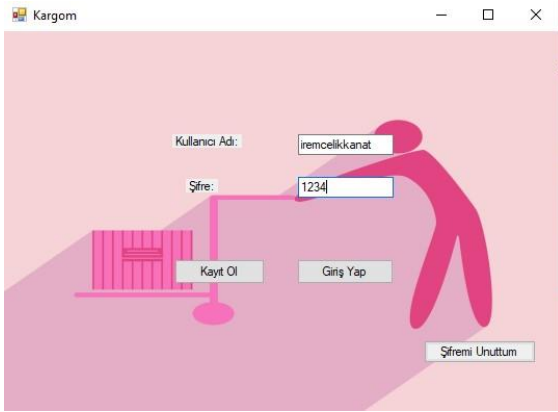 Kargom
Kullanıcı Adı: iremcelikkanat
Şifre: 1234
Kayıt Ol Giriş Yap
Şifremi Unuttum